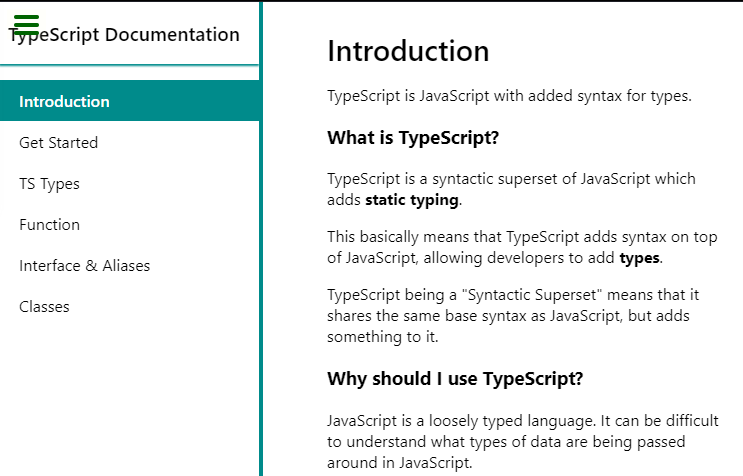 TypeScript Documentation
Introduction
Get Started
TS Types
Function
Interface & Aliases
Classes
Introduction
TypeScript is JavaScript with added syntax for types.
What is TypeScript?
TypeScript is a syntactic superset of JavaScript which
adds static typing.
This basically means that TypeScript adds syntax on top
of JavaScript, allowing developers to add types.
TypeScript being a "Syntactic Superset" means that it
shares the same base syntax as JavaScript, but adds
something to it.
Why should I use TypeScript?
JavaScript is a loosely typed language. It can be difficult
to understand what types of data are being passed
around in JavaScript.